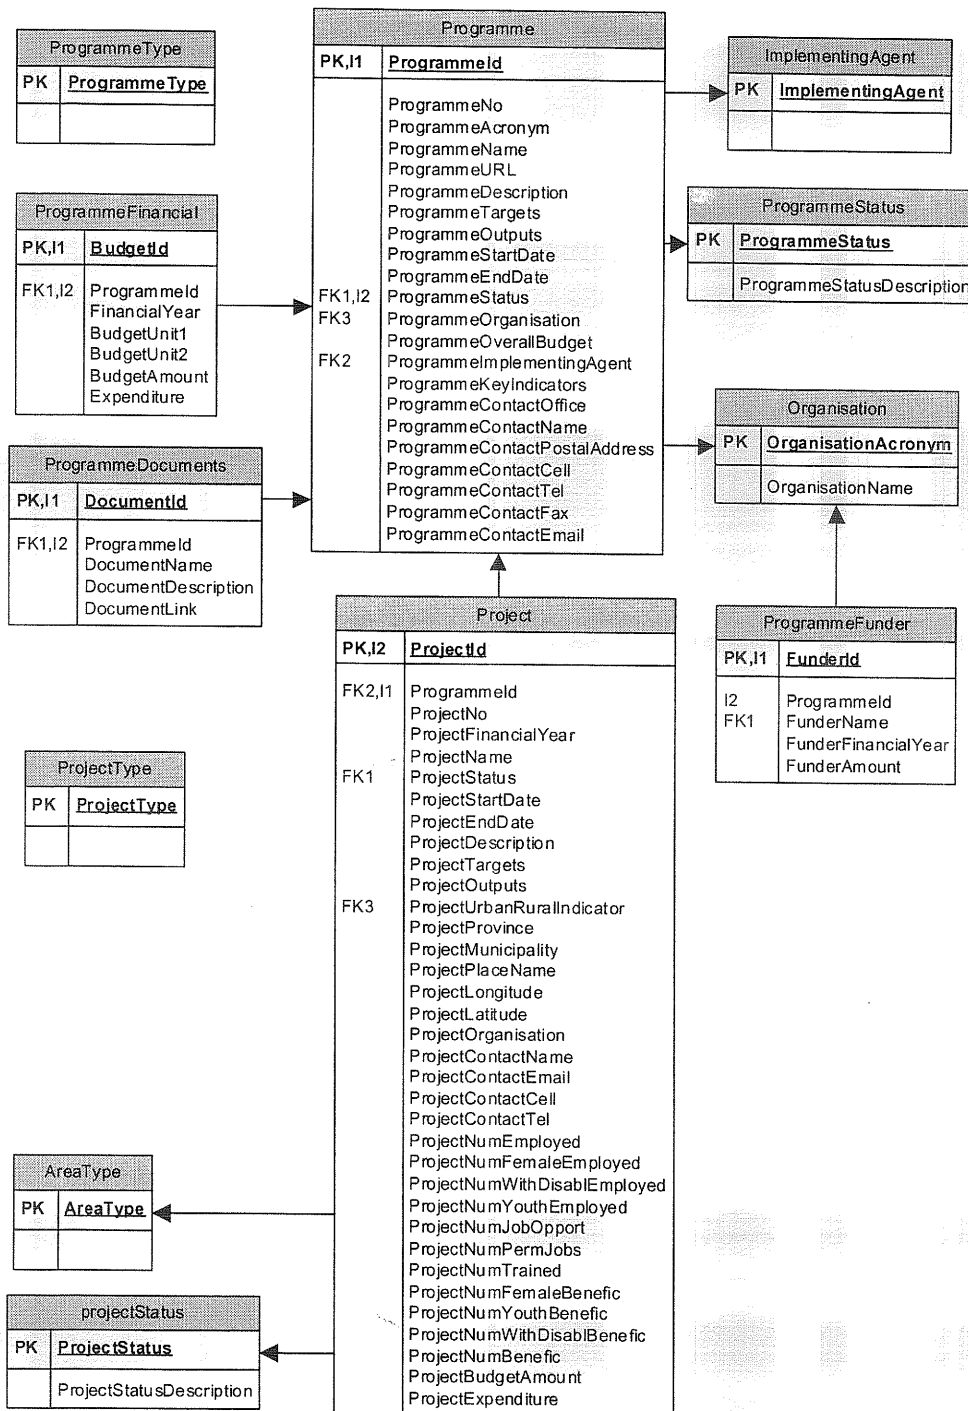 ProgrammeType
PK ProgrammeType
ProgrammeFinancial
PK,I1 BudgetId
FK1,I2 ProgrammeId
FinancialYear
BudgetUnit1
BudgetUnit2
BudgetAmount
Expenditure
ProgrammeDocuments
PK,I1 DocumentId
FK1,I2 ProgrammeId
DocumentName
DocumentDescription
DocumentLink
Programme
PK,I1 ProgrammeId
ProgrammeNo
ProgrammeAcronym
ProgrammeName
ProgrammeURL
ProgrammeDescription
ProgrammeTargets
ProgrammeOutputs
ProgrammeStartDate
ProgrammeEndDate
FK1,I2 ProgrammeStatus
FK3 ProgrammeOrganisation
ProgrammeOverallBudget
FK2 ProgrammeImplementingAgent
ProgrammeKeyIndicators
ProgrammeContactOffice
ProgrammeContactName
ProgrammeContactPostalAddress
ProgrammeContactCell
ProgrammeContactTel
ProgrammeContactFax
ProgrammeContactEmail
ImplementingAgent
PK ImplementingAgent
ProgrammeStatus
PK ProgrammeStatus
ProgrammeStatusDescription
Organisation
PK OrganisationAcronym
OrganisationName
ProgrammeFunder
PK,I1 FunderId
I2 ProgrammeId
FK1 FunderName
FunderFinancialYear
FunderAmount
Project
PK,I2 ProjectId
FK2,I1 ProgrammeId
ProjectNo
ProjectFinancialYear
ProjectName
FK1 ProjectStatus
ProjectStartDate
ProjectEndDate
ProjectDescription
ProjectTargets
ProjectOutputs
FK3 ProjectUrbanRuralIndicator
ProjectProvince
ProjectMunicipality
ProjectPlaceName
ProjectLongitude
ProjectLatitude
ProjectOrganisation
ProjectContactName
ProjectContactEmail
ProjectContactCell
ProjectContactTel
ProjectNumEmployed
ProjectNumFemaleEmployed
ProjectNumWithDisablEmployed
ProjectNumYouthEmployed
ProjectNumJobOpport
ProjectNumPermJobs
ProjectNumTrained
ProjectNumFemaleBenefic
ProjectNumYouthBenefic
ProjectNumWithDisablBenefic
ProjectNumBenefic
ProjectBudgetAmount
ProjectExpenditure
ProjectType
PK ProjectType
AreaType
PK AreaType
projectStatus
PK ProjectStatus
ProjectStatusDescription